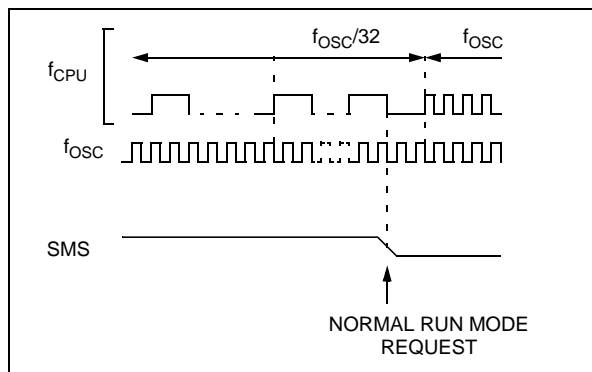 fOSC/32
fOSC
fCPU
fOSC
SMS
NORMAL RUN MODE
REQUEST